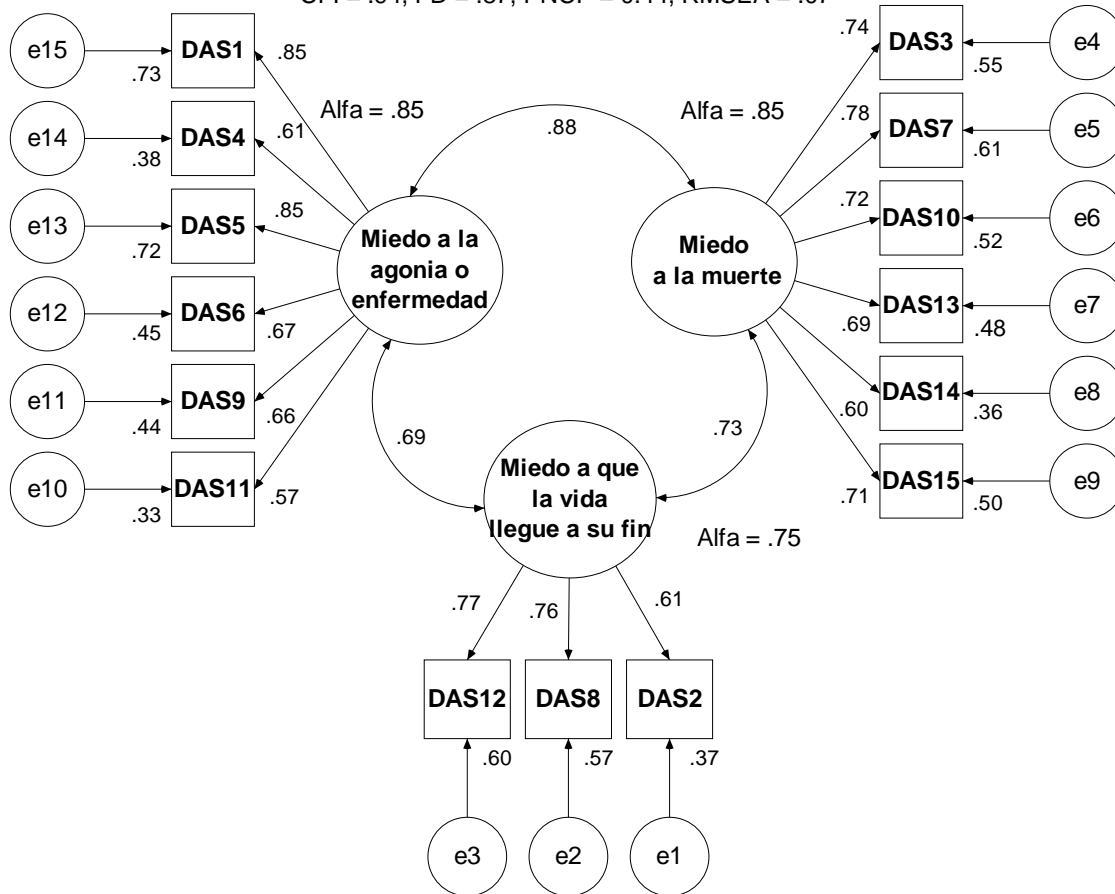 e15
.73
DAS1
.85
e14
.38
DAS4
.61
Alfa = .85
e13
.72
DAS5
.85
e12
.45
DAS6
.67
e11
.44
DAS9
.66
e10
.33
DAS11
.57
Miedo a la
agonia o
enfermedad
.88
Alfa = .85
Miedo
a la muerte
.74
DAS3
.55
e4
.78
DAS7
.61
e5
.72
DAS10
.52
e6
.69
DAS13
.48
e7
.60
DAS14
.36
e8
.71
DAS15
.50
e9
.69
.73
Miedo a que
la vida
llegue a su fin
Alfa = .75
.77
.76
.61
DAS12
DAS8
DAS2
.60
.57
.37
e3
e2
e1